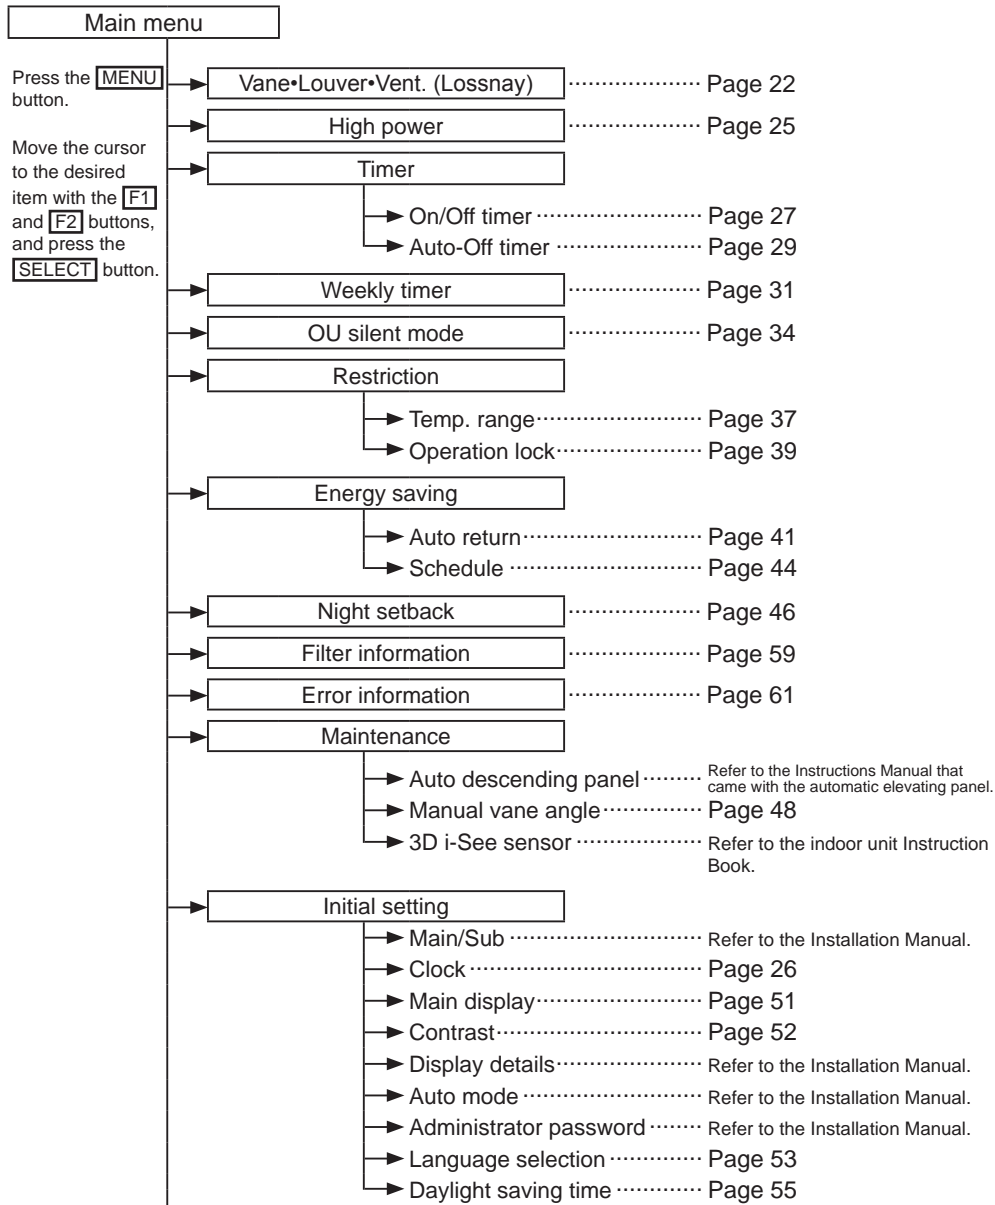 Main menu
Press the MENU
button.
Move the cursor
to the desired
item with the F1
and F2 buttons,
and press the
SELECT button.
Vane•Louver•Vent. (Lossnay) Page 22
High power Page 25
Timer
On/Off timer Page 27
Auto-Off timer Page 29
Weekly timer Page 31
OU silent mode Page 34
Restriction
Temp. range Page 37
Operation lock Page 39
Energy saving
Auto return Page 41
Schedule Page 44
Night setback Page 46
Filter information Page 59
Error information Page 61
Maintenance
Auto descending panel Refer to the Instructions Manual that
came with the automatic elevating panel.
Manual vane angle Page 48
3D i-See sensor Refer to the indoor unit Instruction
Book.
Initial setting
Main/Sub Refer to the Installation Manual.
Clock Page 26
Main display Page 51
Contrast Page 52
Display details Refer to the Installation Manual.
Auto mode Refer to the Installation Manual.
Administrator password Refer to the Installation Manual.
Language selection Page 53
Daylight saving time Page 55